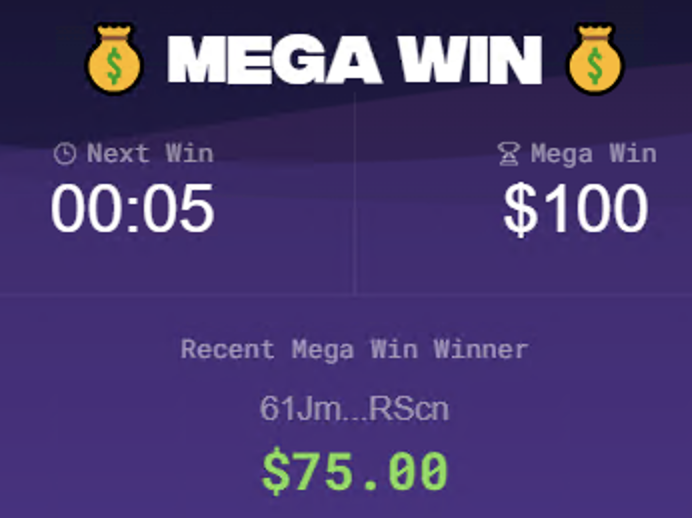 MEGA WIN
Next Win
Mega Win
00:05
$100
Recent Mega Win Winner
61Jm...RScn
$75.00